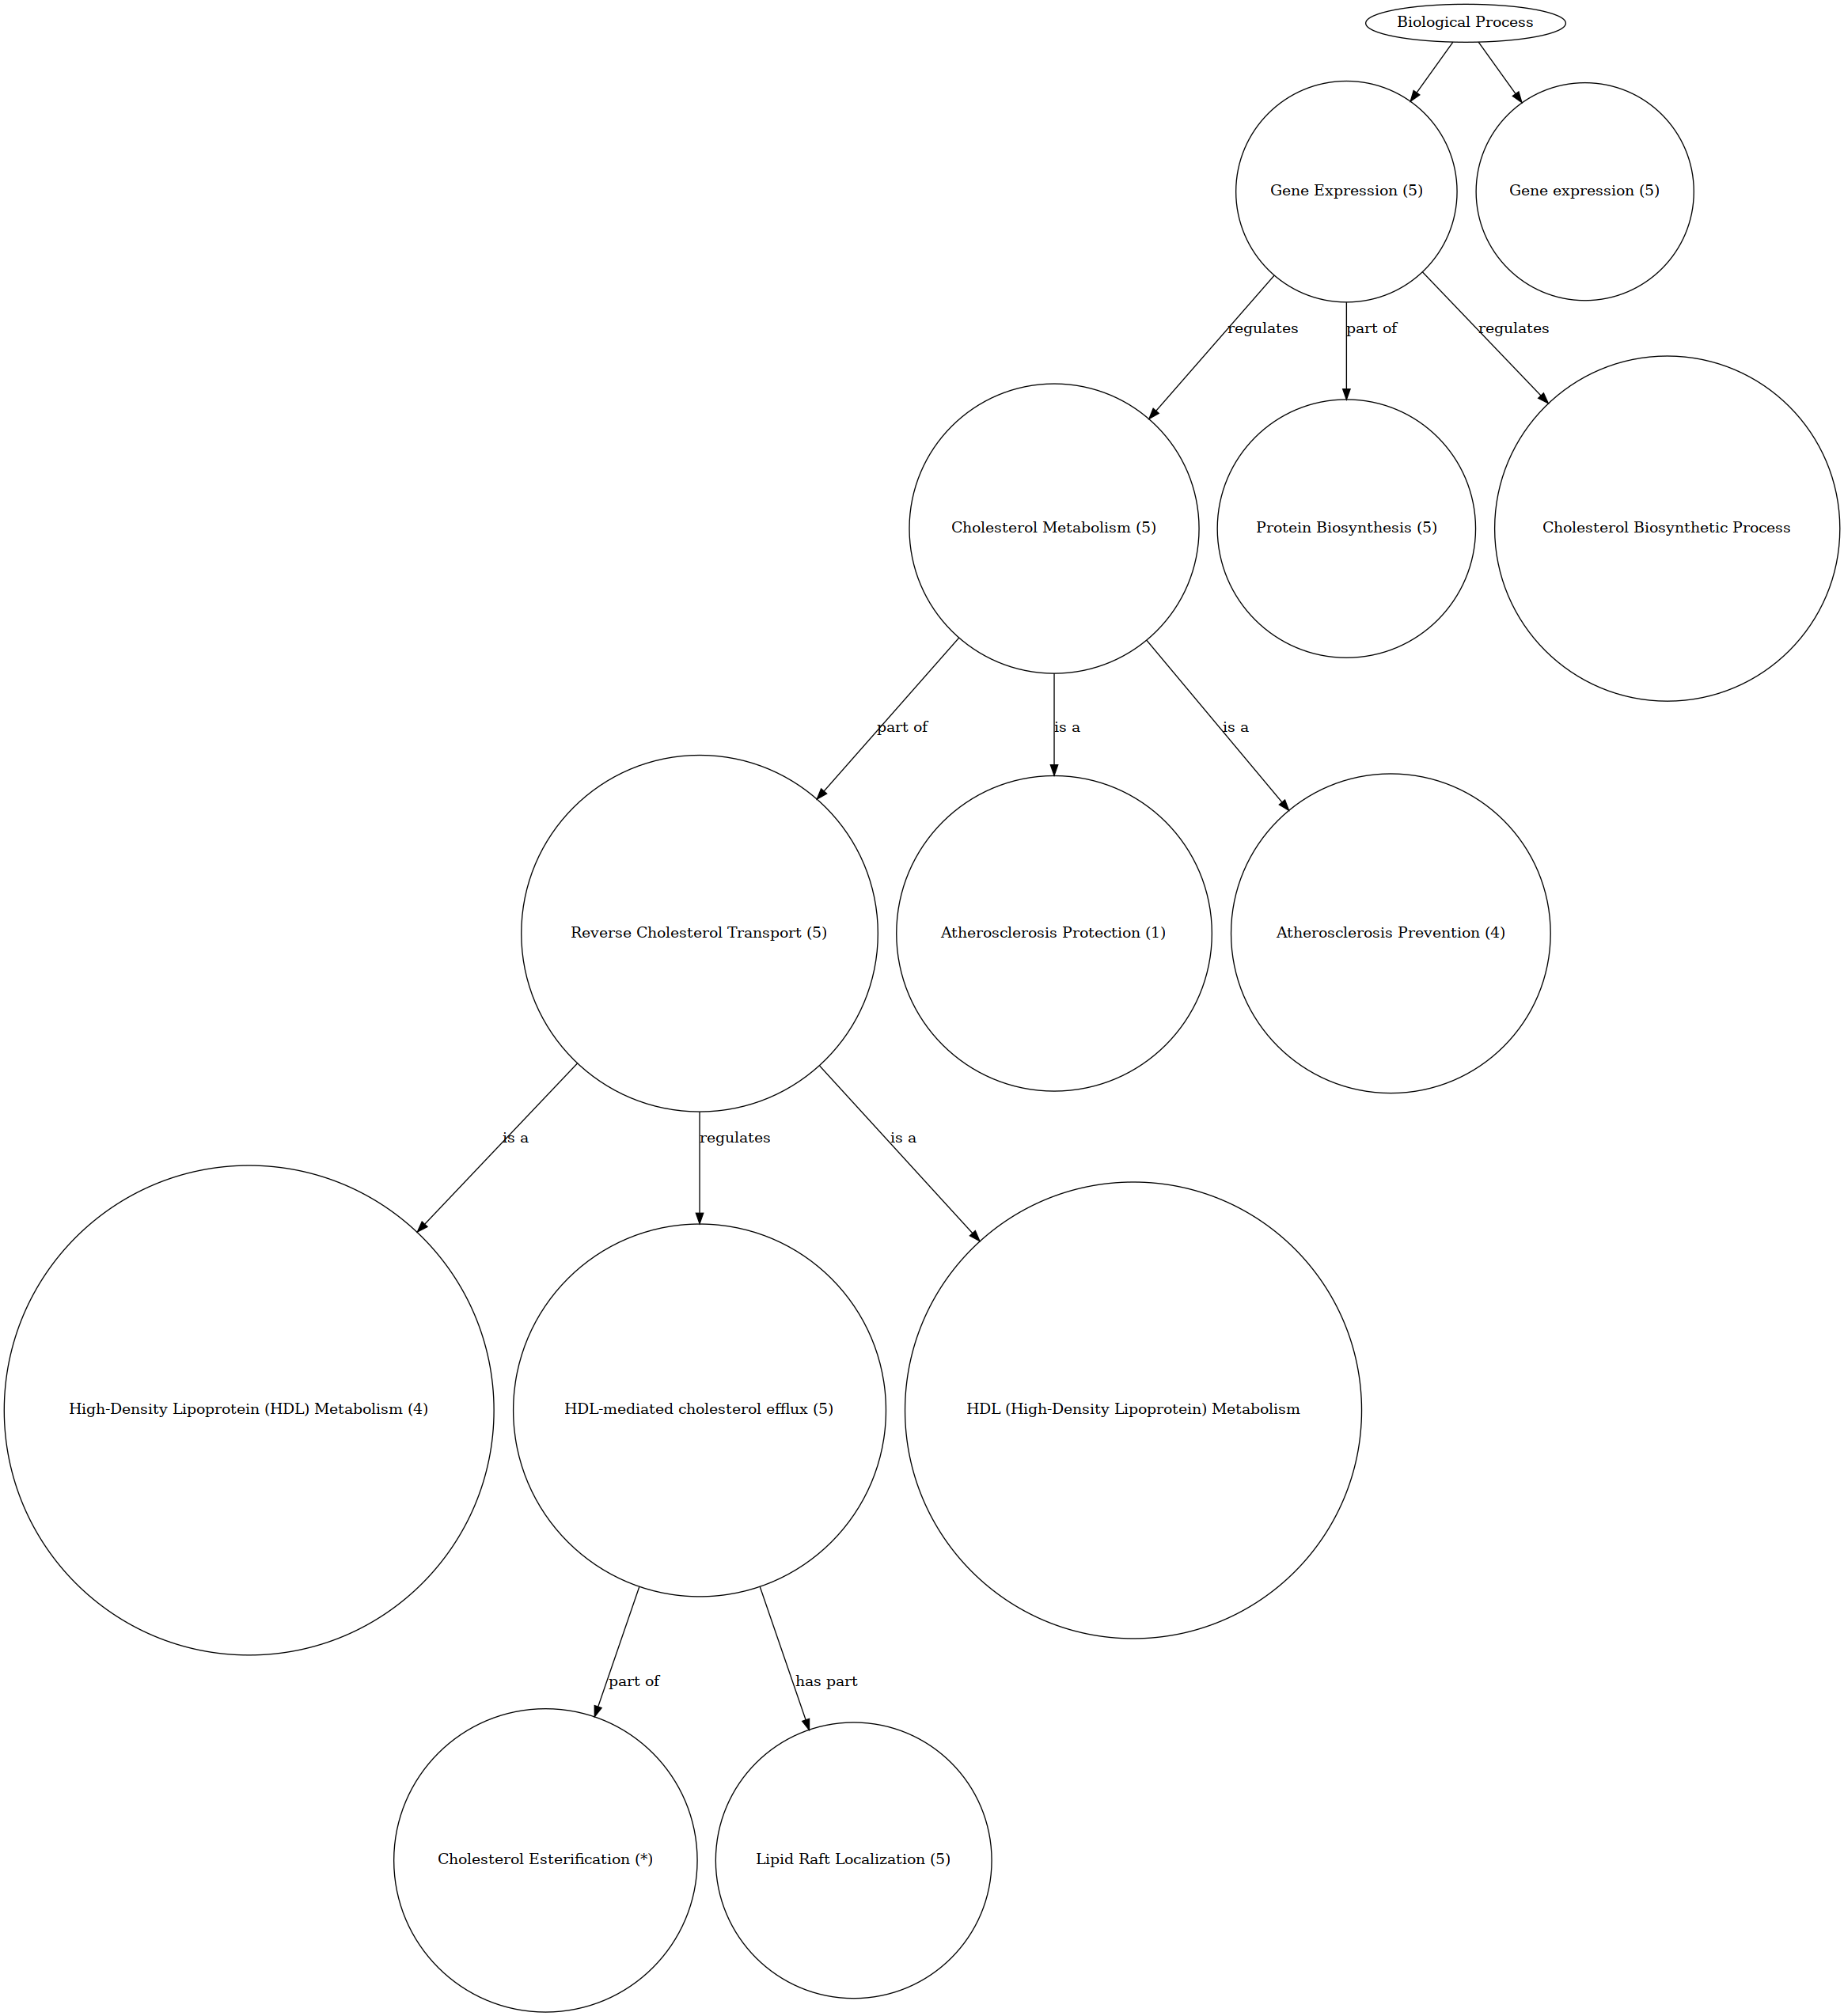 Biological Process
Gene Expression (5)
Gene expression (5)
regulates
part of
regulates
Cholesterol Metabolism (5)
Protein Biosynthesis (5)
Cholesterol Biosynthetic Process
part of
is a
is a
Reverse Cholesterol Transport (5)
Atherosclerosis Protection (1)
Atherosclerosis Prevention (4)
is a
regulates
is a
High-Density Lipoprotein (HDL) Metabolism (4)
HDL-mediated cholesterol efflux (5)
HDL (High-Density Lipoprotein) Metabolism
part of
has part
Cholesterol Esterification (*)
Lipid Raft Localization (5)